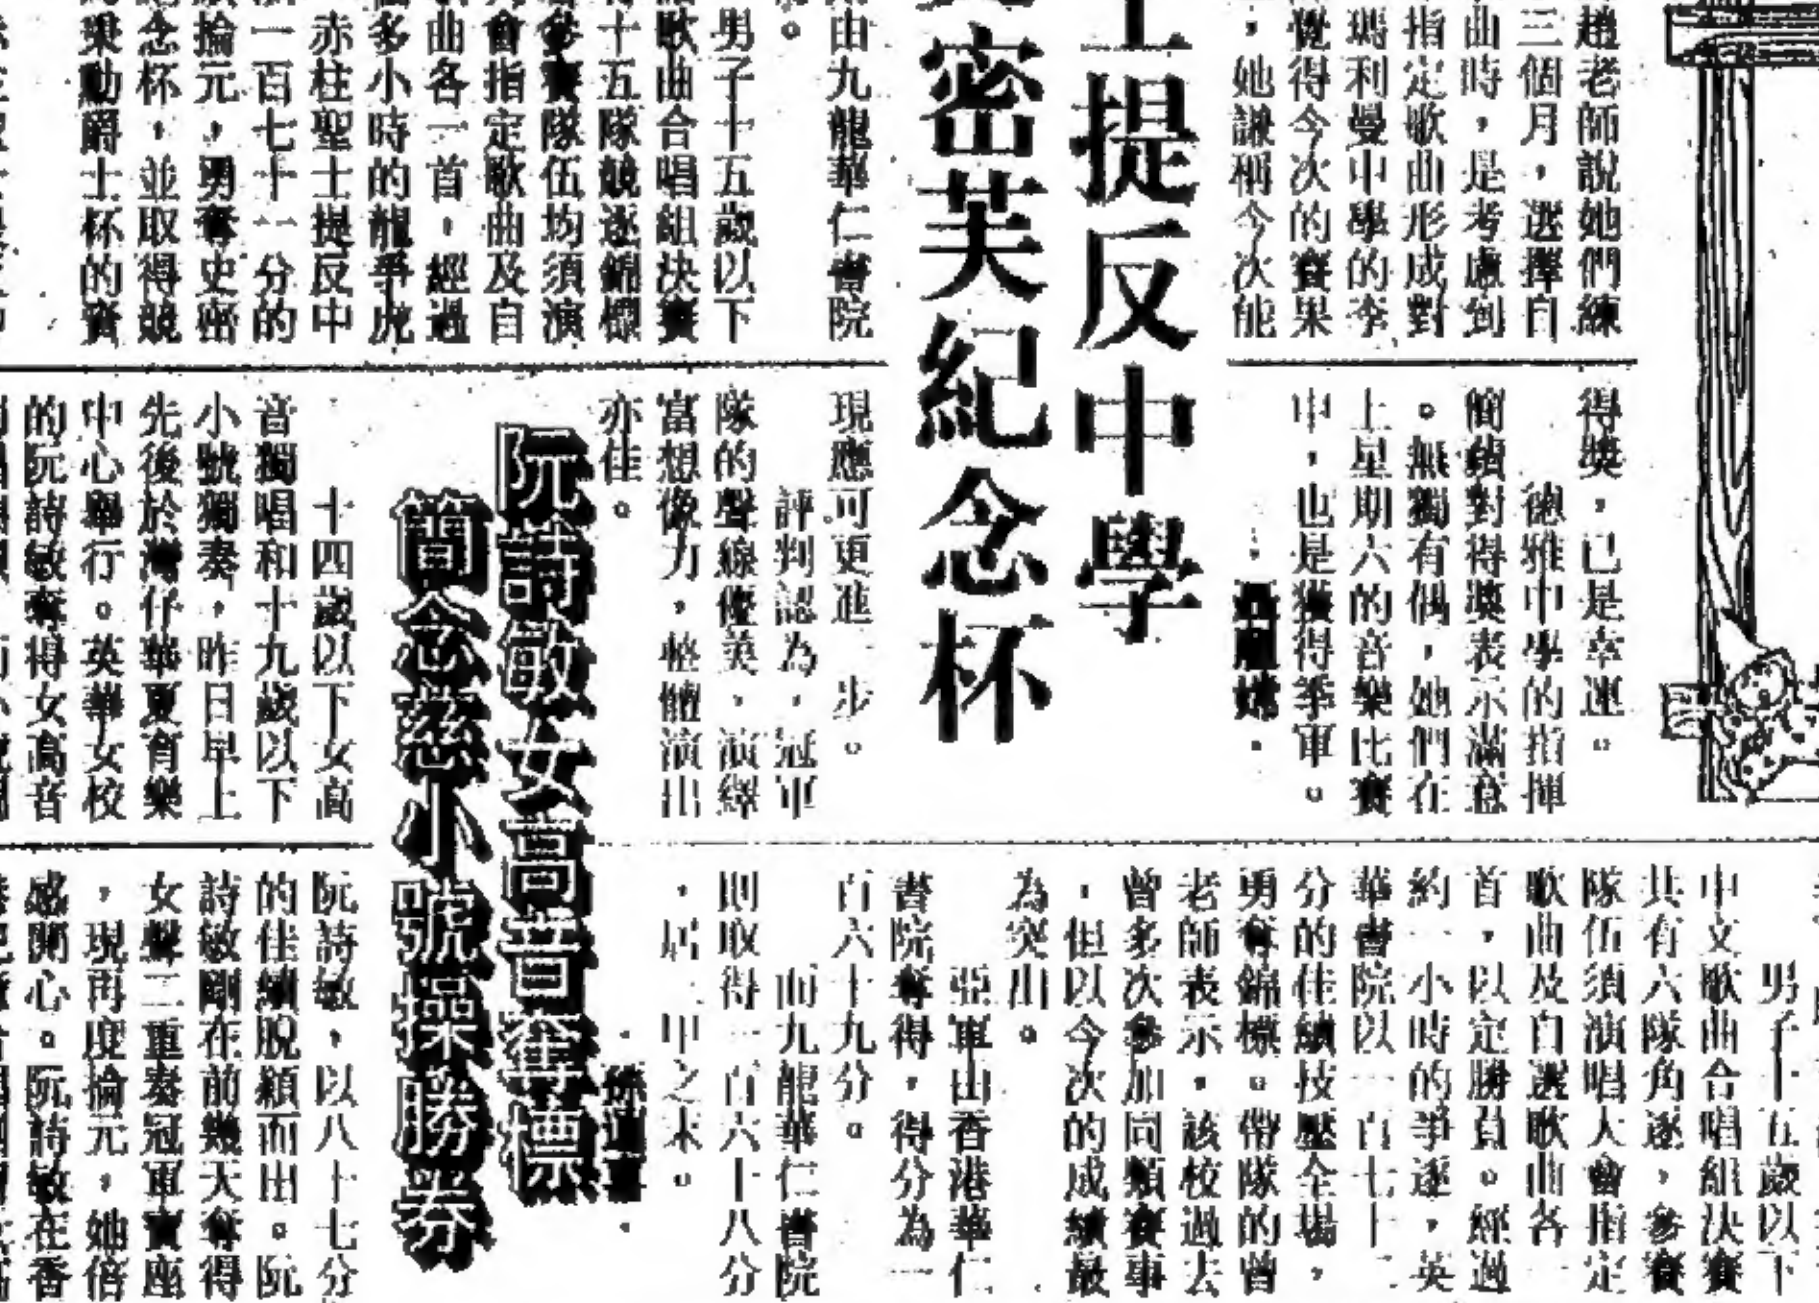 趙老師說她們練
三個月，選擇自
曲時，是考慮到
指定歌曲形成對
瑪利曼中學的李
覺得今次的賽果
，她謙稱今次能
得獎，已是幸運。
德雅中學的指揮
簡績對得獎表示滿意
。無獨有偶，她們在
上星期六的音樂比賽
中，也是獲得季軍。
提反中學
密芙紀念杯
由九龍華仁書院
。
男子十五歲以下
歌曲合唱組決賽
十五隊競逐錦標
參賽隊伍均須演
會指定歌曲及自
曲各一首，經過
多小時的龍爭虎
赤柱聖士提反中
一百七十一分的
掄元，勇奪史密
念杯，並取得競
梁勳爵士杯的資
現應可更進一步。
評判認為，冠軍
隊的聲線優美，演繹
富想像力，整體演出
亦佳。
男子十五歲以下
中文歌曲合唱組決賽
共有六隊角逐，參賽
隊伍須演唱大會指定
歌曲及自選歌曲各一
首，以定勝負。經過
約一小時的爭逐，英
華書院以一百七十二
分的佳績技壓全場，
勇奪錦標。帶隊的曾
老師表示，該校過去
曾多次參加同類賽事
，但以今次的成績最
為突出。
亞軍由香港華仁
書院奪得，得分為一
百六十九分。
而九龍華仁書院
則取得一百六十八分
，居三甲之末。
阮詩敏女高音奪標
簡念慈小號操勝券
十四歲以下女高
音獨唱和十九歲以下
小號獨奏，昨日早上
先後於灣仔華夏育樂
中心舉行。英華女校
的阮詩敏奪得女高音
阮詩敏，以八十七分
的佳績脫穎而出。阮
詩敏剛在前幾天奪得
女聲二重奏冠軍寶座
，現再度掄元，她倍
感開心。阮詩敏在香